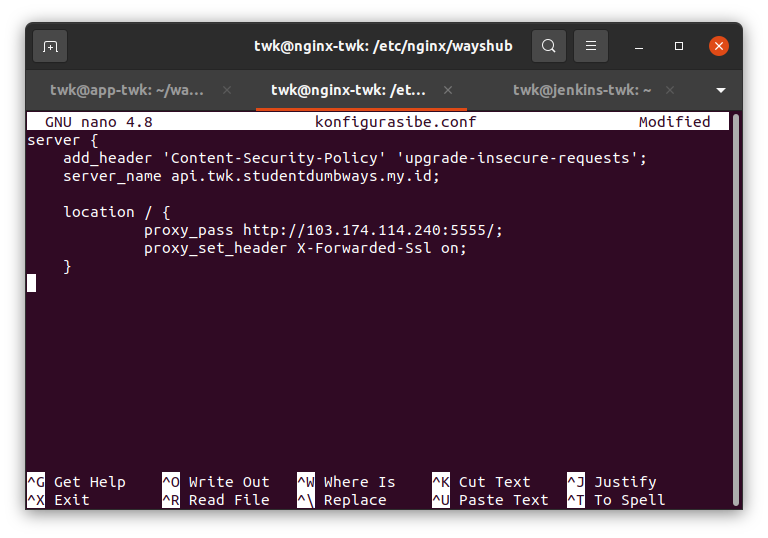 twk@nginx-twk: /etc/nginx/wayshub
twk@app-twk: ~/wa... × twk@nginx-twk: /et... × twk@jenkins-twk: ~ ×
GNU nano 4.8 konfigurasibe.conf Modified
server {
    add_header 'Content-Security-Policy' 'upgrade-insecure-requests';
    server_name api.twk.studentdumbways.my.id;

    location / {
             proxy_pass http://103.174.114.240:5555/;
             proxy_set_header X-Forwarded-Ssl on;
    }
^G Get Help ^O Write Out ^W Where Is ^K Cut Text ^J Justify
^X Exit ^R Read File ^\ Replace ^U Paste Text ^T To Spell